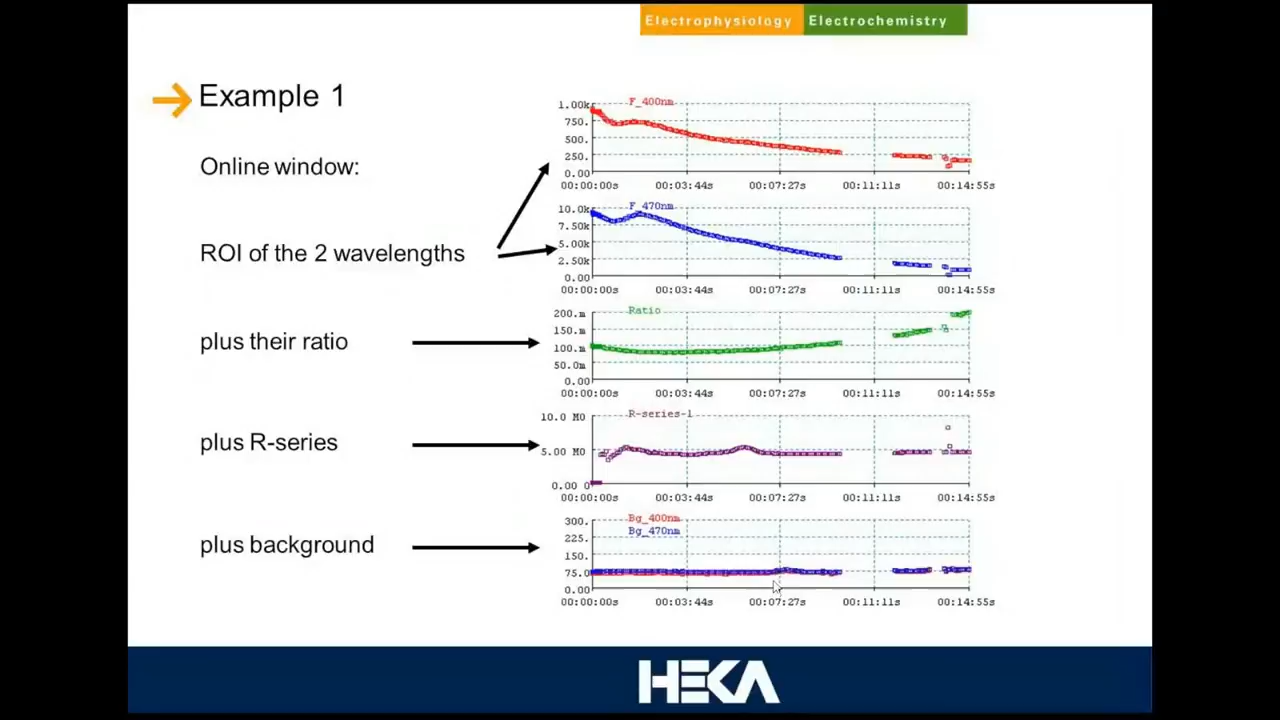 Electrophysiology Electrochemistry
Example 1
Online window:
ROI of the 2 wavelengths
plus their ratio
plus R-series
plus background
F_400nm
1.00k
750.
500.
250.
0.00
00:00:00s 00:03:44s 00:07:27s 00:11:11s 00:14:55s
F_470nm
10.0k
7.50k
5.00k
2.50k
0.00
00:00:00s 00:03:44s 00:07:27s 00:11:11s 00:14:55s
Ratio
200.m
150.m
100.m
50.0m
0.00
00:00:00s 00:03:44s 00:07:27s 00:11:11s 00:14:55s
R-series-1
10.0 MO
5.00 MO
0.00 O
00:00:00s 00:03:44s 00:07:27s 00:11:11s 00:14:55s
Bg_400nm
Bg_470nm
300.
225.
150.
75.0
0.00
00:00:00s 00:03:44s 00:07:27s 00:11:11s 00:14:55s
HEKA